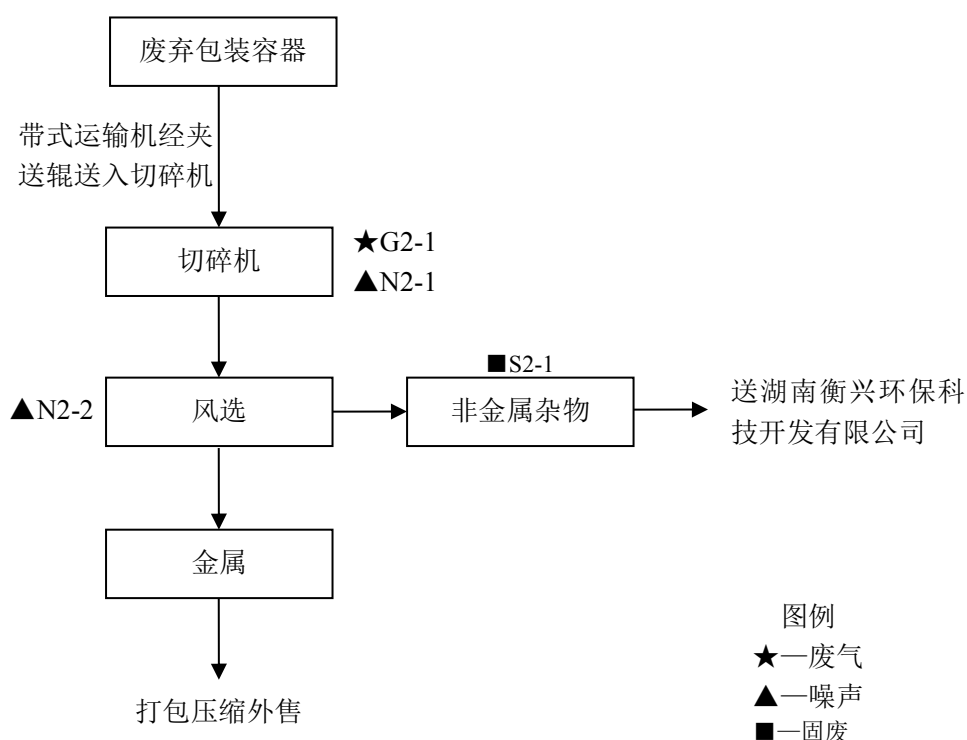 废弃包装容器
带式运输机经夹
送辊送入切碎机
切碎机
★G2-1
▲N2-1
■S2-1
▲N2-2
风选
非金属杂物
送湖南衡兴环保科
技开发有限公司
金属
打包压缩外售
图例
★—废气
▲—噪声
■—固废